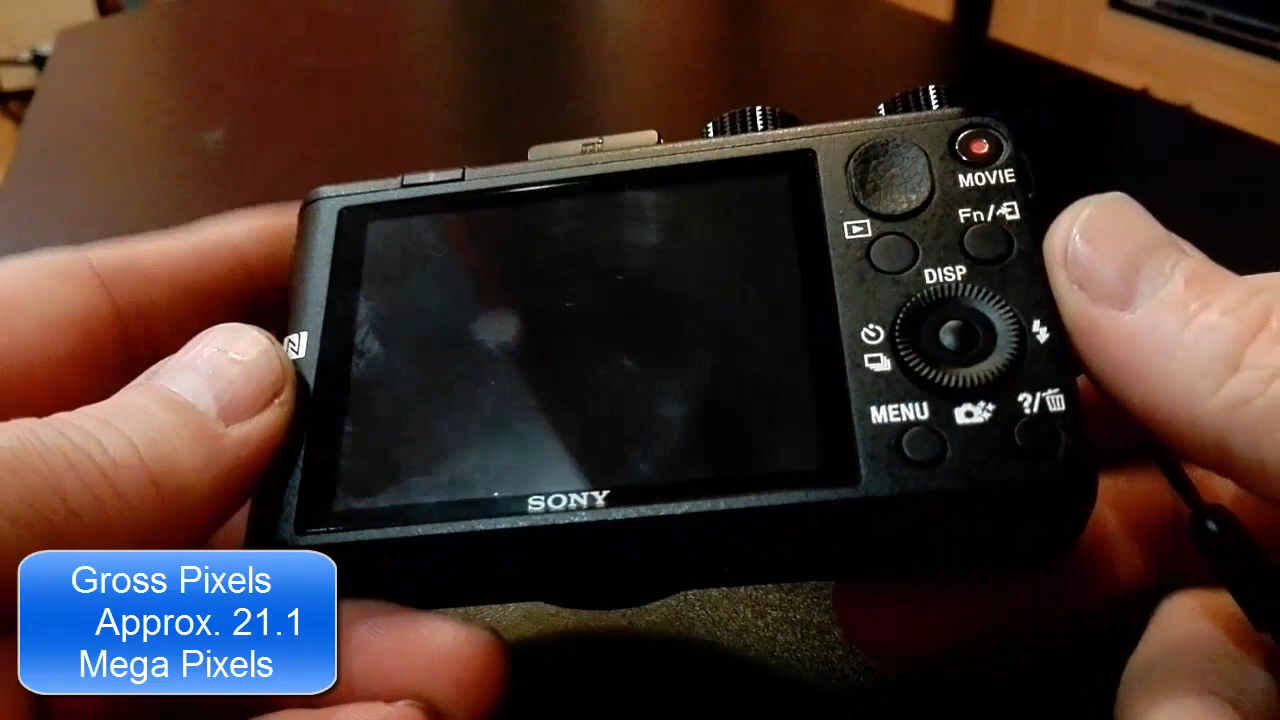 MOVIE
Fn/
DISP
MENU
?/
SONY
Gross Pixels
Approx. 21.1
Mega Pixels